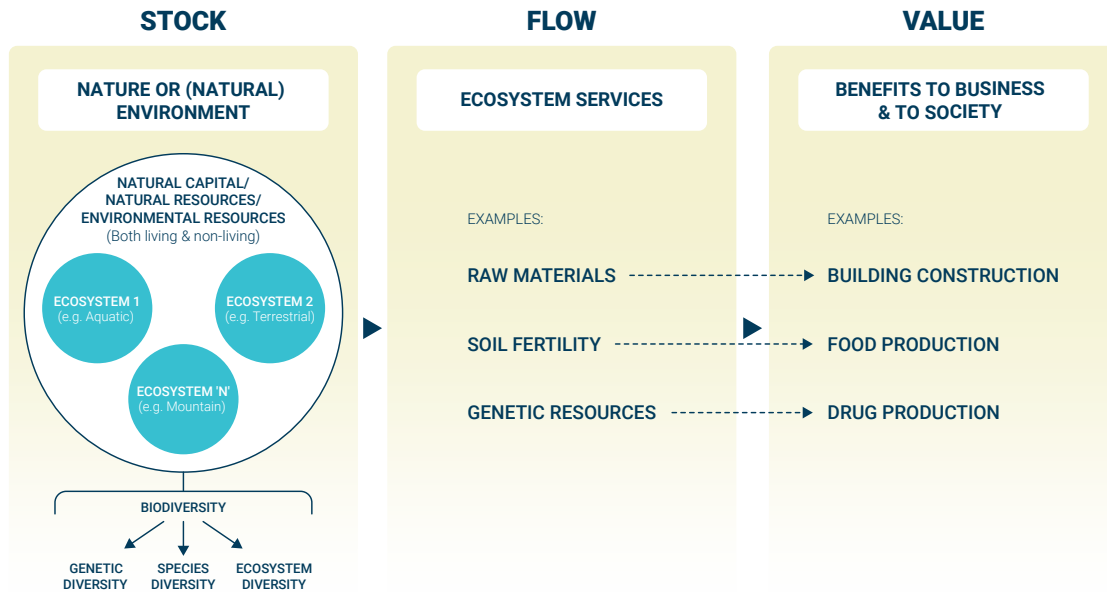 STOCK
NATURE OR (NATURAL)
ENVIRONMENT
NATURAL CAPITAL/
NATURAL RESOURCES/
ENVIRONMENTAL RESOURCES
(Both living & non-living)
ECOSYSTEM 1
(e.g. Aquatic)
ECOSYSTEM 2
(e.g. Terrestrial)
ECOSYSTEM 'N'
(e.g. Mountain)
BIODIVERSITY
GENETIC
DIVERSITY
SPECIES
DIVERSITY
ECOSYSTEM
DIVERSITY
FLOW
ECOSYSTEM SERVICES
EXAMPLES:
RAW MATERIALS
SOIL FERTILITY
GENETIC RESOURCES
VALUE
BENEFITS TO BUSINESS
& TO SOCIETY
EXAMPLES:
BUILDING CONSTRUCTION
FOOD PRODUCTION
DRUG PRODUCTION